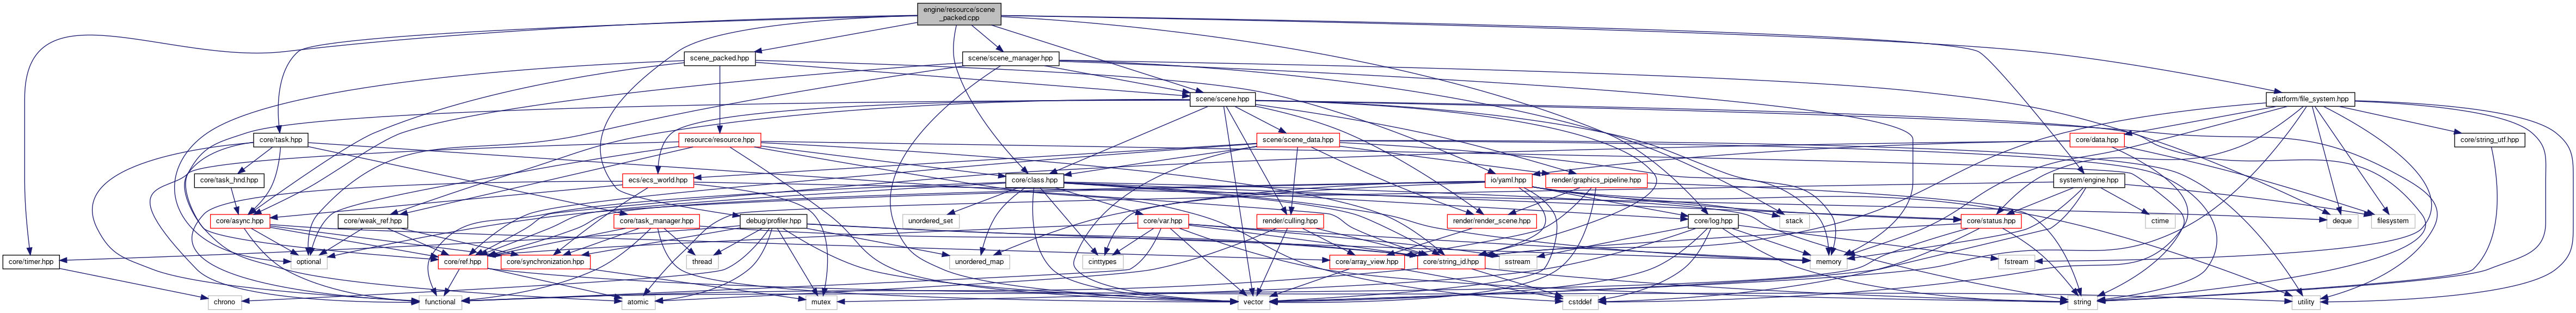 engine/resource/scene
_packed.cpp
scene_packed.hpp
scene/scene_manager.hpp
scene/scene.hpp
platform/file_system.hpp
core/task.hpp
resource/resource.hpp
scene/scene_data.hpp
core/data.hpp
core/string_utf.hpp
core/task_hnd.hpp
ecs/ecs_world.hpp
core/class.hpp
io/yaml.hpp
render/graphics_pipeline.hpp
system/engine.hpp
core/async.hpp
core/weak_ref.hpp
core/task_manager.hpp
debug/profiler.hpp
unordered_set
core/var.hpp
render/culling.hpp
render/render_scene.hpp
stack
core/log.hpp
core/status.hpp
ctime
deque
filesystem
core/timer.hpp
optional
core/ref.hpp
core/synchronization.hpp
thread
unordered_map
cinttypes
sstream
core/array_view.hpp
core/string_id.hpp
memory
fstream
chrono
functional
atomic
mutex
vector
cstddef
string
utility